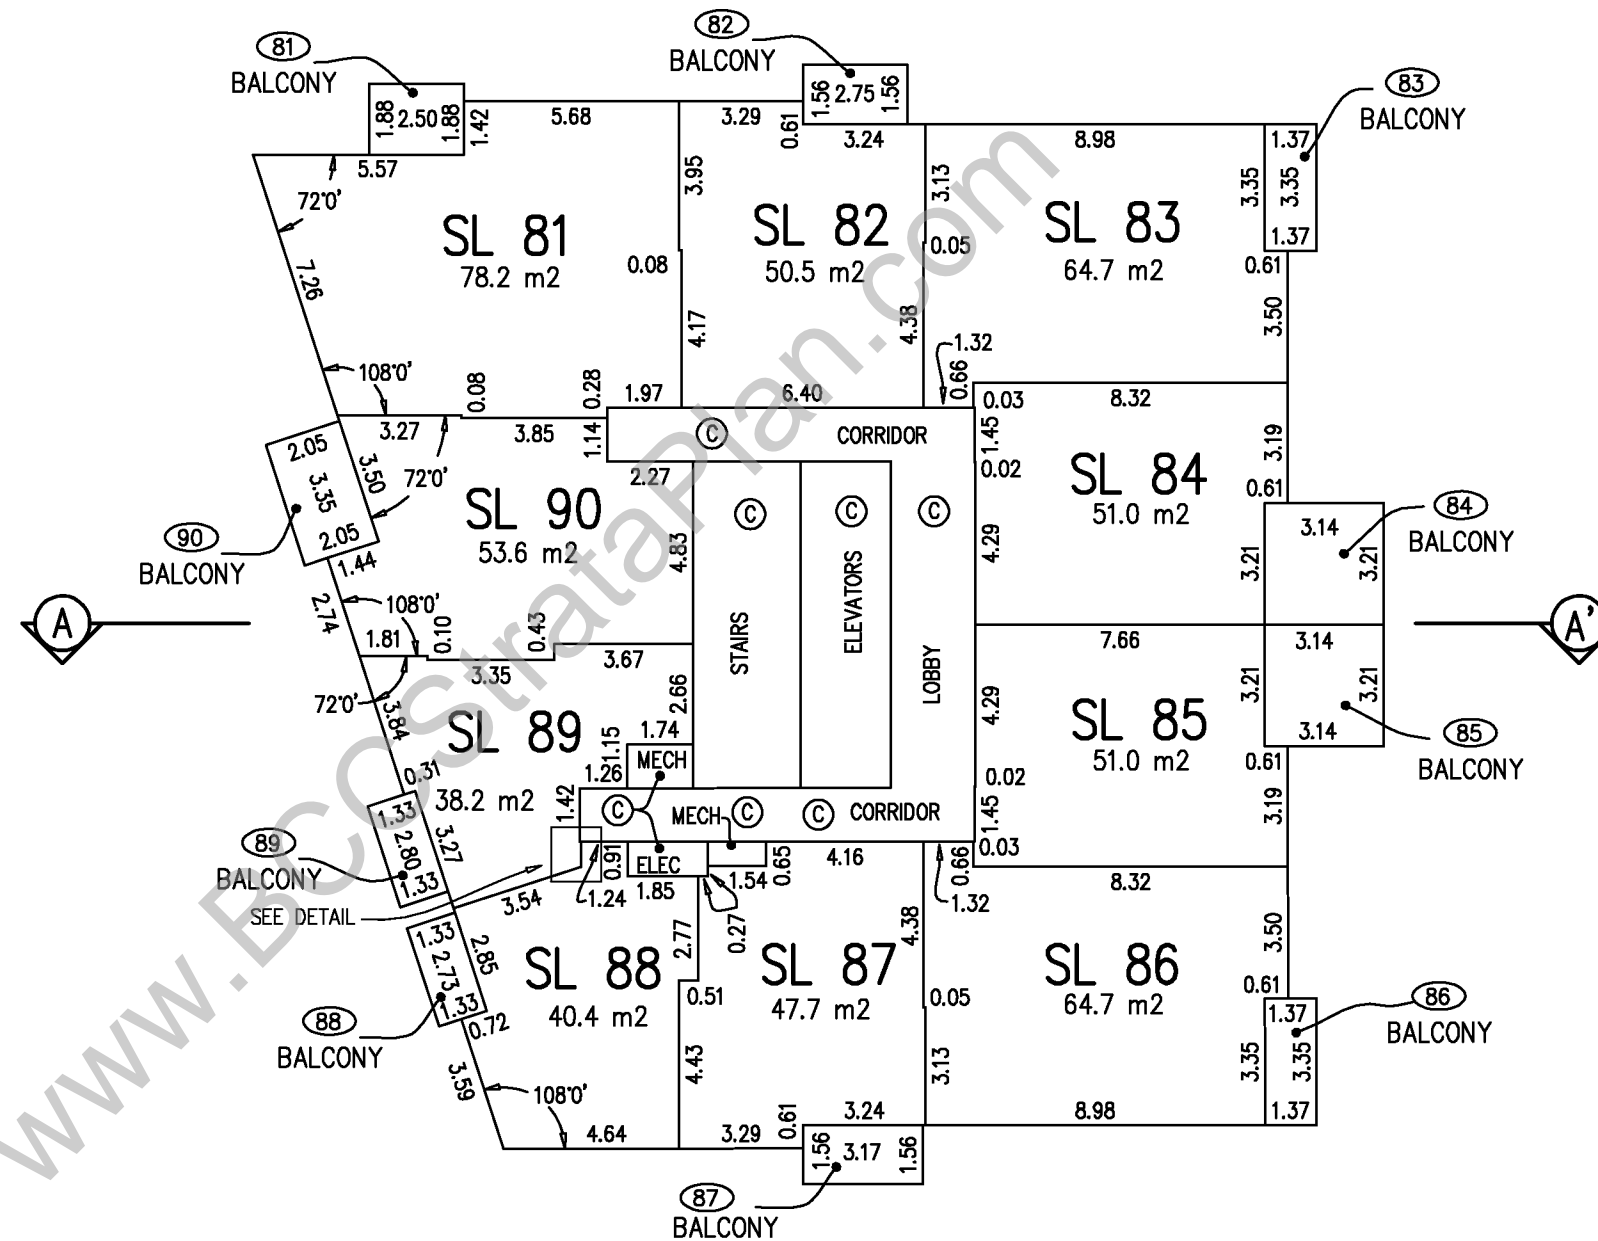 81
BALCONY
1.88
2.50
1.88
1.42
5.68
5.57
72°0'
7.26
108°0'
SL 81
78.2 m2
3.95
0.08
4.17
0.08
0.28
1.97
82
BALCONY
1.56
2.75
1.56
3.29
0.61
3.24
SL 82
50.5 m2
3.13
0.05
4.38
6.40
83
BALCONY
8.98
1.37
3.35
3.35
1.37
0.61
SL 83
64.7 m2
3.50
1.32
0.66
0.03
8.32
1.45
0.02
3.19
0.61
SL 84
51.0 m2
4.29
3.14
3.21
3.21
84
BALCONY
7.66
3.27
3.85
1.14
2.27
72°0'
2.05
3.35
3.50
2.05
1.44
90
BALCONY
SL 90
53.6 m2
4.83
2.74
108°0'
1.81
0.10
0.43
3.35
3.67
C
CORRIDOR
C
C
C
STAIRS
ELEVATORS
LOBBY
A
A'
3.14
3.21
3.21
3.14
85
BALCONY
SL 85
51.0 m2
4.29
0.61
0.02
1.45
0.03
3.19
72°0'
3.84
SL 89
38.2 m2
2.66
1.74
1.15
MECH
1.26
1.42
0.31
1.33
2.80
1.33
3.27
89
BALCONY
C
MECH
C
C
CORRIDOR
SEE DETAIL
3.54
0.91
1.24
ELEC
1.85
1.54
0.65
0.27
4.16
0.66
1.32
8.32
1.33
2.73
1.33
2.85
0.72
88
BALCONY
SL 88
40.4 m2
2.77
0.51
4.43
3.59
108°0'
4.64
SL 87
47.7 m2
4.38
0.05
3.13
3.29
0.61
3.24
1.56
3.17
1.56
87
BALCONY
SL 86
64.7 m2
3.50
0.61
1.37
3.35
3.35
1.37
8.98
86
BALCONY
www.BCCStrataPlan.com